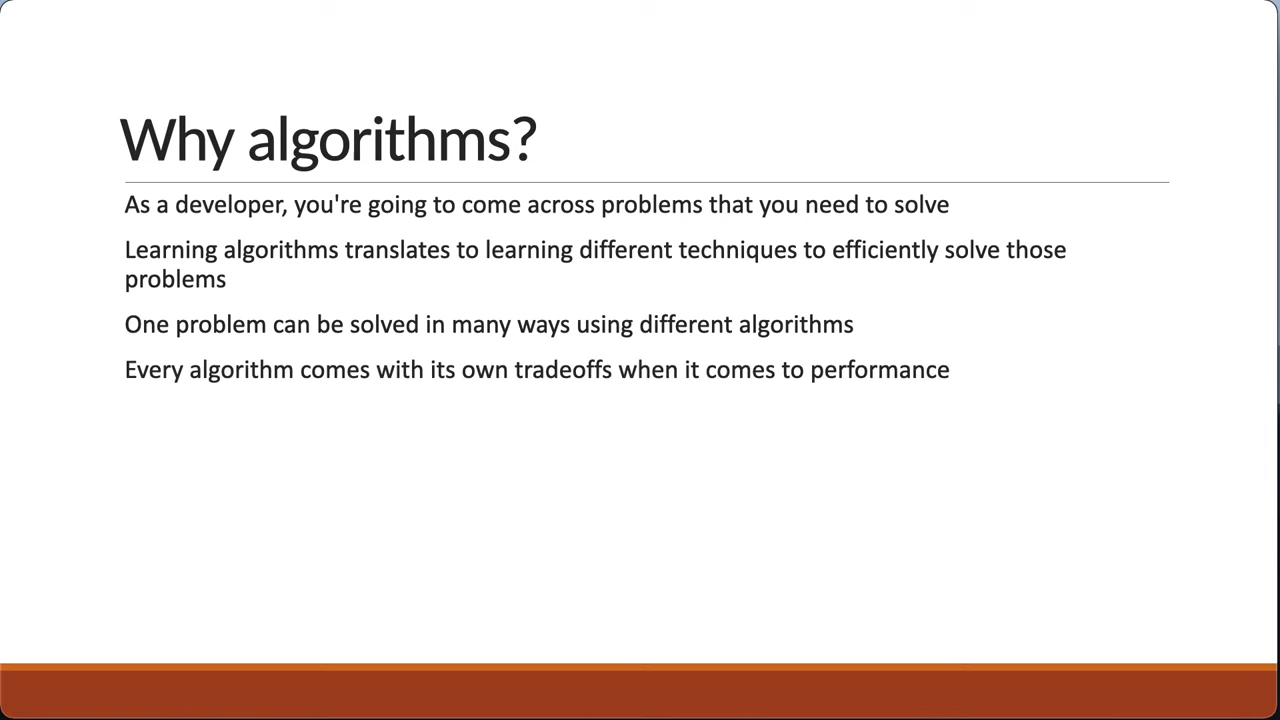 Why algorithms?
As a developer, you're going to come across problems that you need to solve
Learning algorithms translates to learning different techniques to efficiently solve those
problems
One problem can be solved in many ways using different algorithms
Every algorithm comes with its own tradeoffs when it comes to performance